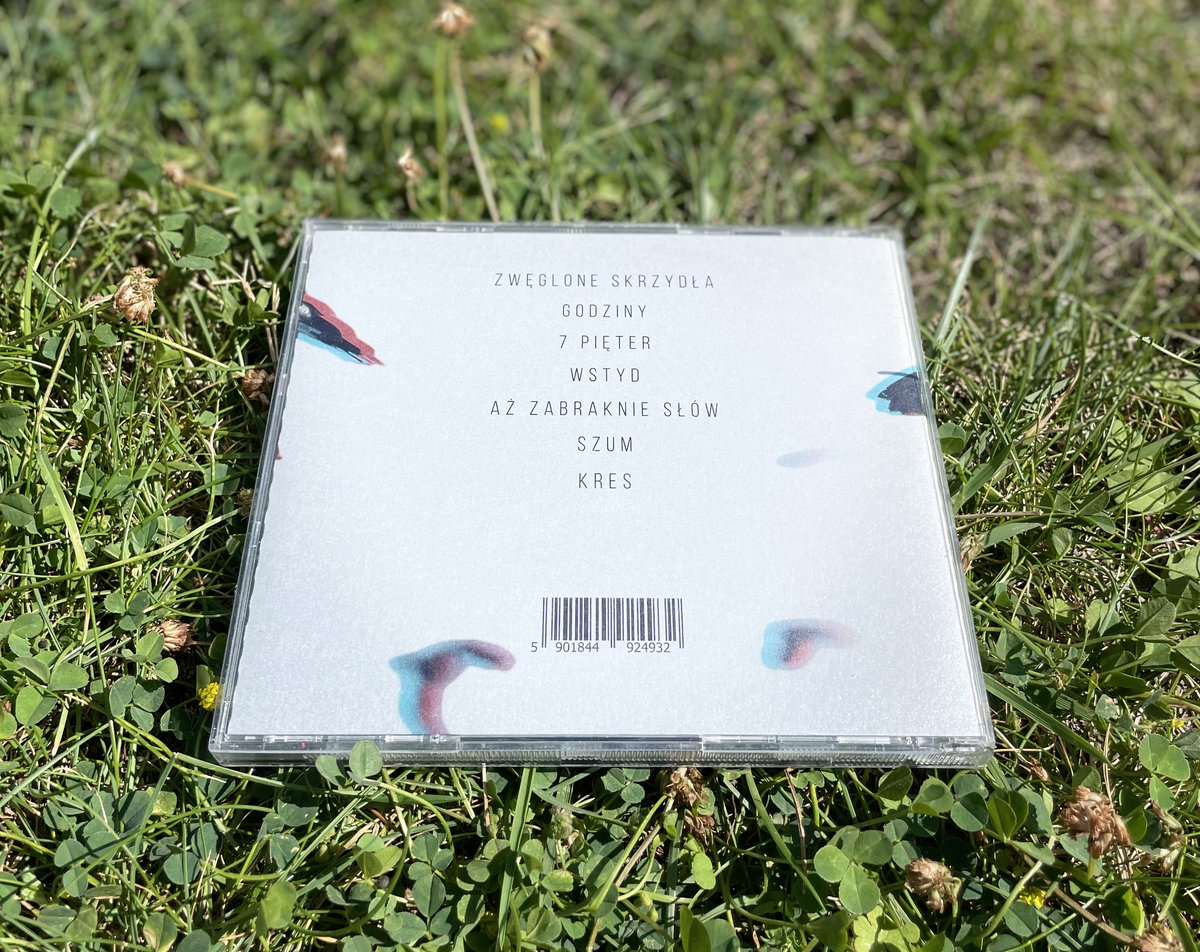 ZWĘGLONE SKRZYDŁA
GODZINY
7 PIĘTER
WSTYD
AŻ ZABRAKNIE SŁÓW
SZUM
KRES
5 901844 924932